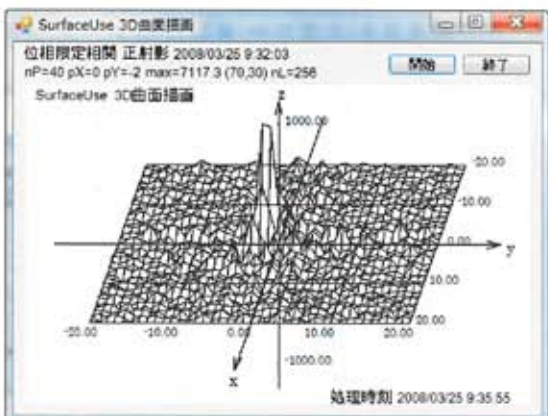 SurfaceUse 3D曲面描画
位相限定相関 正射影 2008/03/25 9:32:03
nP=40 pX=0 pY=-2 max=7117.3 (70,30) nL=256
開始
終了
SurfaceUse 3D曲面描画
z
1000.00
-20.00
-10.00
0.00
y
10.00
20.00
-20.00
-10.00
0.00
10.00
20.00
-1000.00
x
処理時刻 2008/03/25 9:35:55